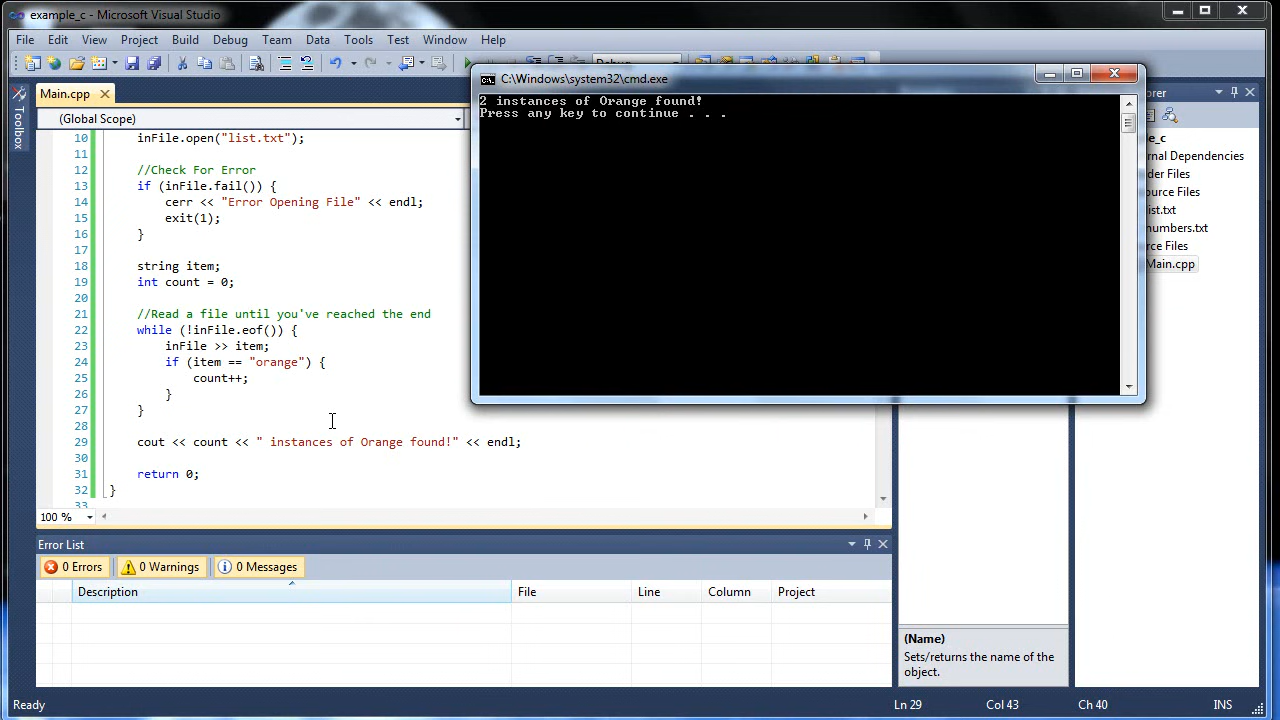 example_c - Microsoft Visual Studio
File Edit View Project Build Debug Team Data Tools Test Window Help
Main.cpp
(Global Scope)
Toolbox
10 inFile.open("list.txt");
11
12 //Check For Error
13 if (inFile.fail()) {
14 cerr << "Error Opening File" << endl;
15 exit(1);
16 }
17
18 string item;
19 int count = 0;
20
21 //Read a file until you've reached the end
22 while (!inFile.eof()) {
23 inFile >> item;
24 if (item == "orange") {
25 count++;
26 }
27 }
28
29 cout << count << " instances of Orange found!" << endl;
30
31 return 0;
32 }
33
100 %
C:\Windows\system32\cmd.exe
2 instances of Orange found!
Press any key to continue . . .
orer
e_c
rnal Dependencies
der Files
ource Files
ist.txt
numbers.txt
rce Files
Main.cpp
Error List
0 Errors 0 Warnings 0 Messages
Description File Line Column Project
(Name)
Sets/returns the name of the
object.
Ready Ln 29 Col 43 Ch 40 INS